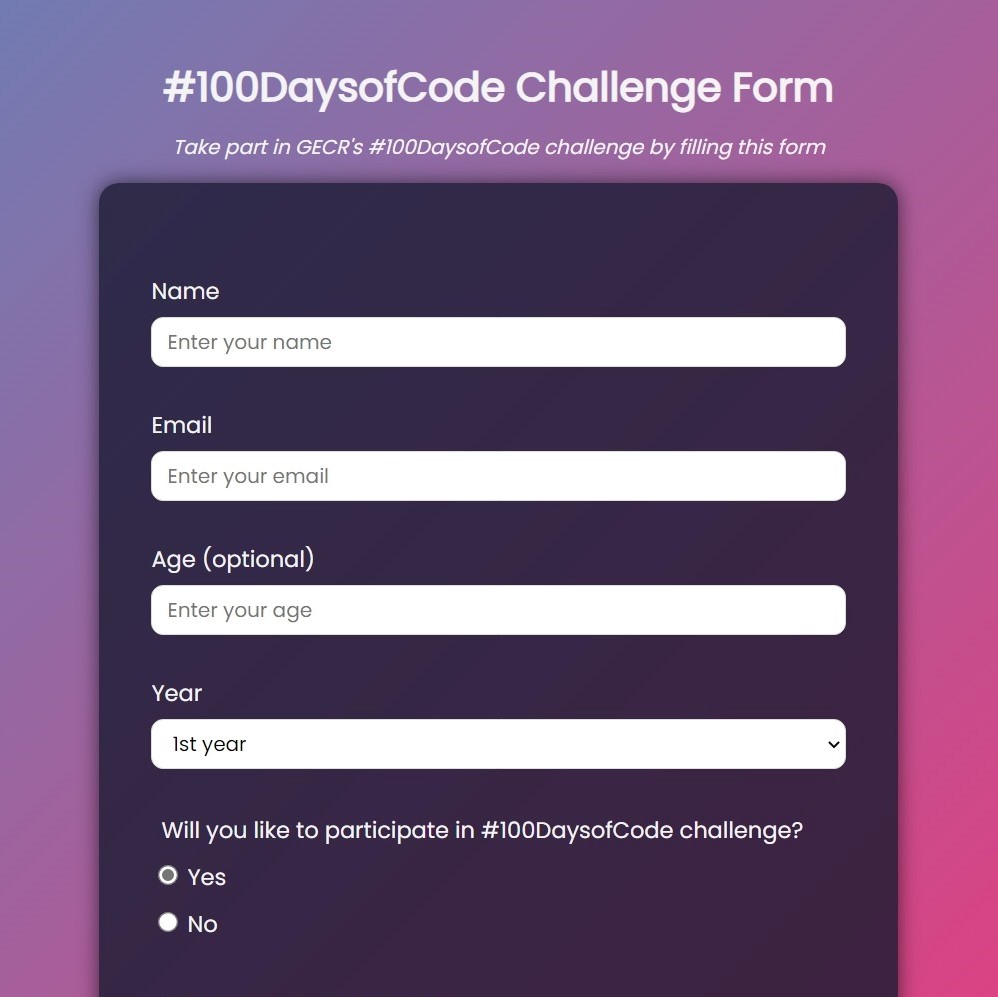 #100DaysofCode Challenge Form
Take part in GECR's #100DaysofCode challenge by filling this form
Name
Enter your name
Email
Enter your email
Age (optional)
Enter your age
Year
1st year
Will you like to participate in #100DaysofCode challenge?
Yes
No